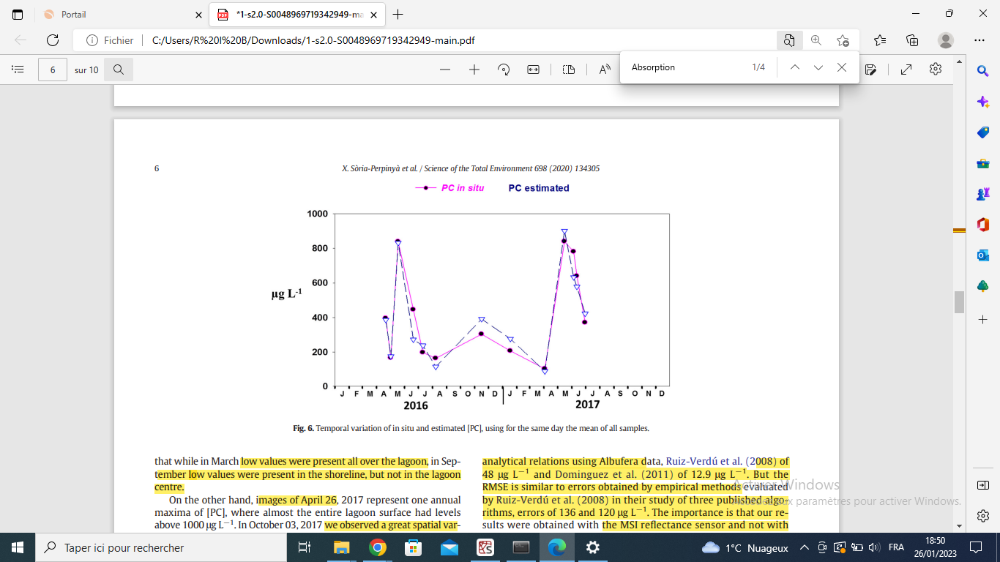 Portail
*1-s2.0-S0048969719342949-ma
Fichier
C:/Users/R%20I%20B/Downloads/1-s2.0-S0048969719342949-main.pdf
6 sur 10
Absorption 1/4
6
X. Sòria-Perpinyà et al. / Science of the Total Environment 698 (2020) 134305
PC in situ PC estimated
1000
800
600
400
200
0
µg L-1
J F M A M J J A S O N D J F M A M J J A S O N D
2016 2017
Fig. 6. Temporal variation of in situ and estimated [PC], using for the same day the mean of all samples.
that while in March low values were present all over the lagoon, in Sep-
tember low values were present in the shoreline, but not in the lagoon
centre.
On the other hand, images of April 26, 2017 represent one annual
maxima of [PC], where almost the entire lagoon surface had levels
above 1000 µg L−1. In October 03, 2017 we observed a great spatial var-
analytical relations using Albufera data, Ruiz-Verdú et al. (2008) of
48 µg L−1 and Dominguez et al. (2011) of 12.9 µg L−1. But the
RMSE is similar to errors obtained by empirical methods evaluated
by Ruiz-Verdú et al. (2008) in their study of three published algo-
rithms, errors of 136 and 120 µg L−1. The importance is that our re-
sults were obtained with the MSI reflectance sensor and not with
Activer Windows
paramètres pour activer Windows.
Taper ici pour rechercher
1°C Nuageux
FRA
18:50
26/01/2023